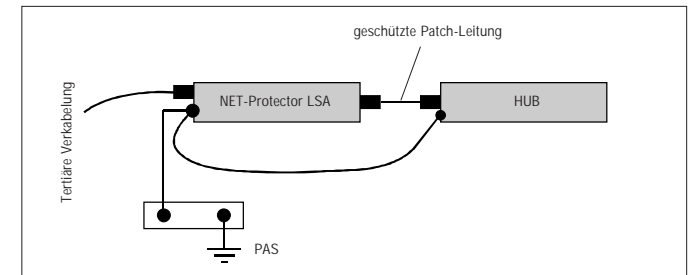 geschützte Patch-Leitung
Tertiäre Verkabelung
NET-Protector LSA
HUB
PAS